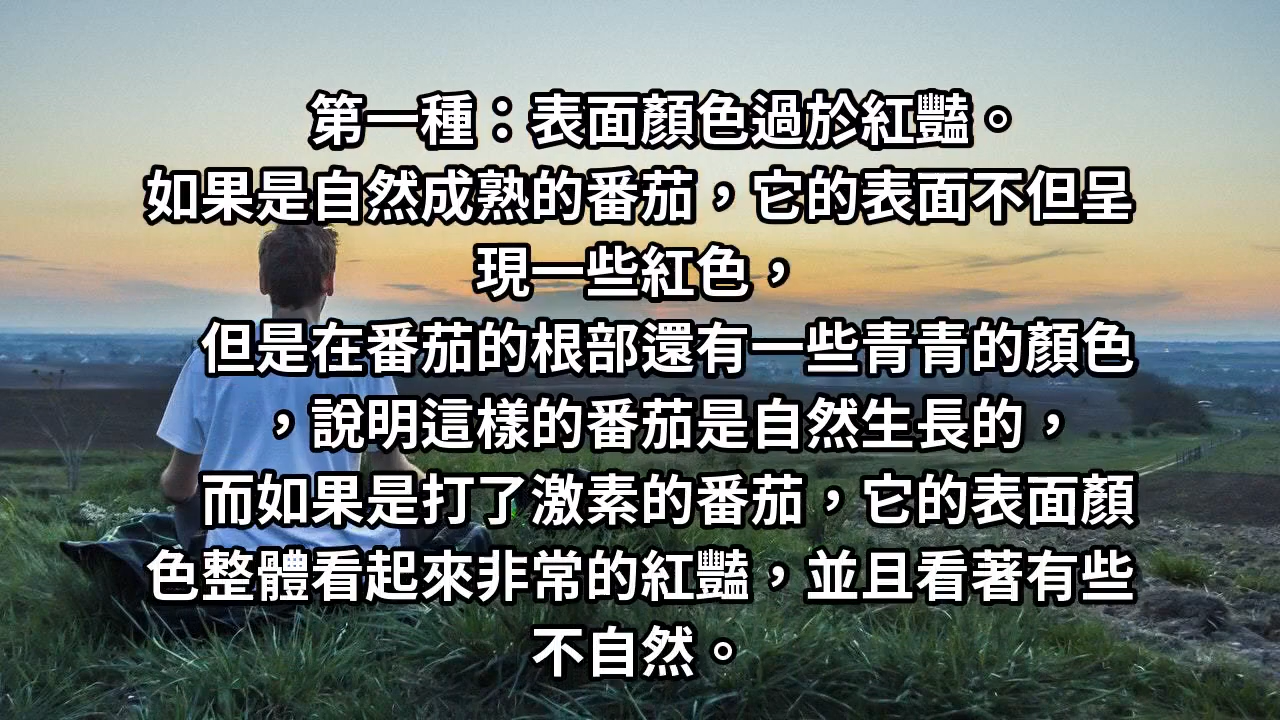 第一種：表面顏色過於紅豔。
如果是自然成熟的番茄，它的表面不但呈
現一些紅色，
但是在番茄的根部還有一些青青的顏色
，說明這樣的番茄是自然生長的，
而如果是打了激素的番茄，它的表面顏
色整體看起來非常的紅豔，並且看著有些
不自然。